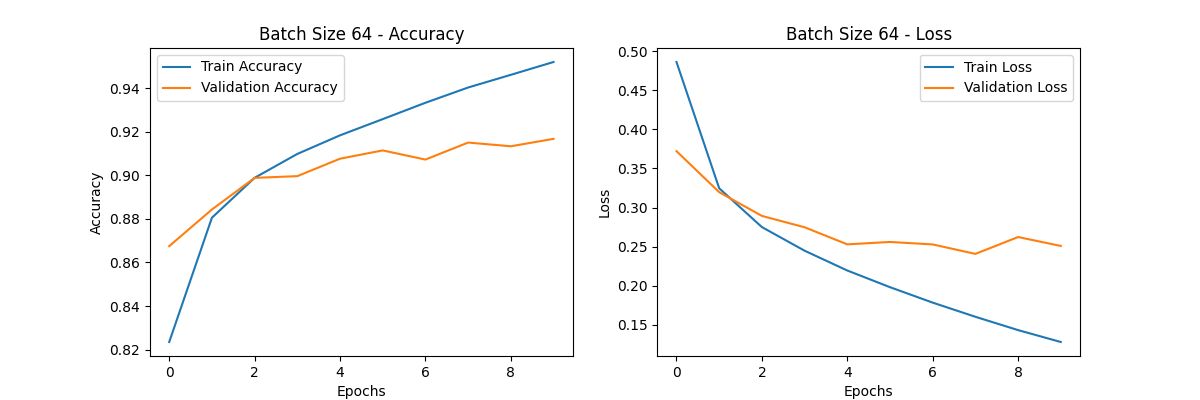 Batch Size 64 - Accuracy
Train Accuracy
Validation Accuracy
0.94
0.92
0.90
0.88
0.86
0.84
0.82
Accuracy
0 2 4 6 8
Epochs
Batch Size 64 - Loss
Train Loss
Validation Loss
0.50
0.45
0.40
0.35
0.30
0.25
0.20
0.15
Loss
0 2 4 6 8
Epochs